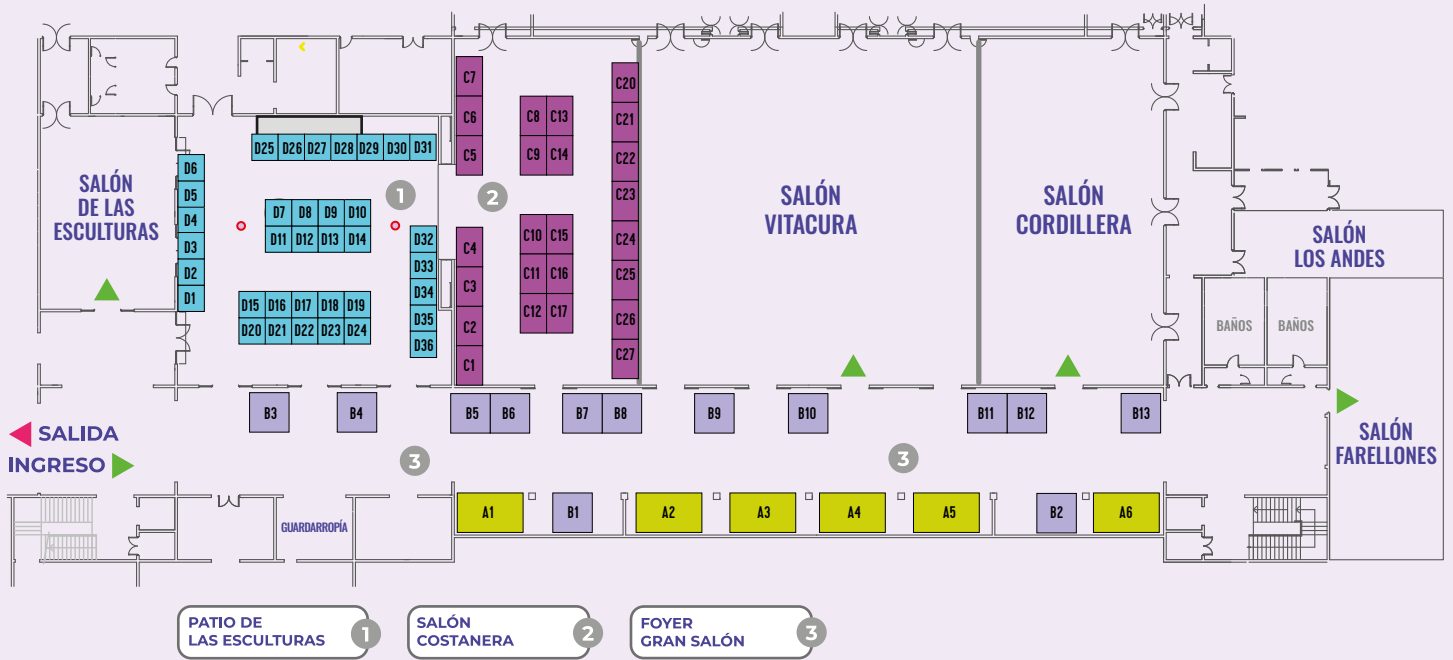 SALÓN
DE LAS
ESCULTURAS
D6
D5
D4
D3
D2
D1
D25 D26 D27 D28 D29 D30 D31
1
D7 D8 D9 D10
D11 D12 D13 D14
D15 D16 D17 D18 D19
D20 D21 D22 D23 D24
D32
D33
D34
D35
D36
C7
C6
C5
2
C4
C3
C2
C1
C8 C13
C9 C14
C10 C15
C11 C16
C12 C17
C20
C21
C22
C23
C24
C25
C26
C27
SALÓN
VITACURA
SALÓN
CORDILLERA
SALÓN
LOS ANDES
BAÑOS BAÑOS
SALÓN
FARELLONES
B3 B4 B5 B6 B7 B8 B9 B10 B11 B12 B13
SALIDA
INGRESO
3 3
GUARDARROPÍA
A1 B1 A2 A3 A4 A5 B2 A6
PATIO DE
LAS ESCULTURAS 1
SALÓN
COSTANERA 2
FOYER
GRAN SALÓN 3